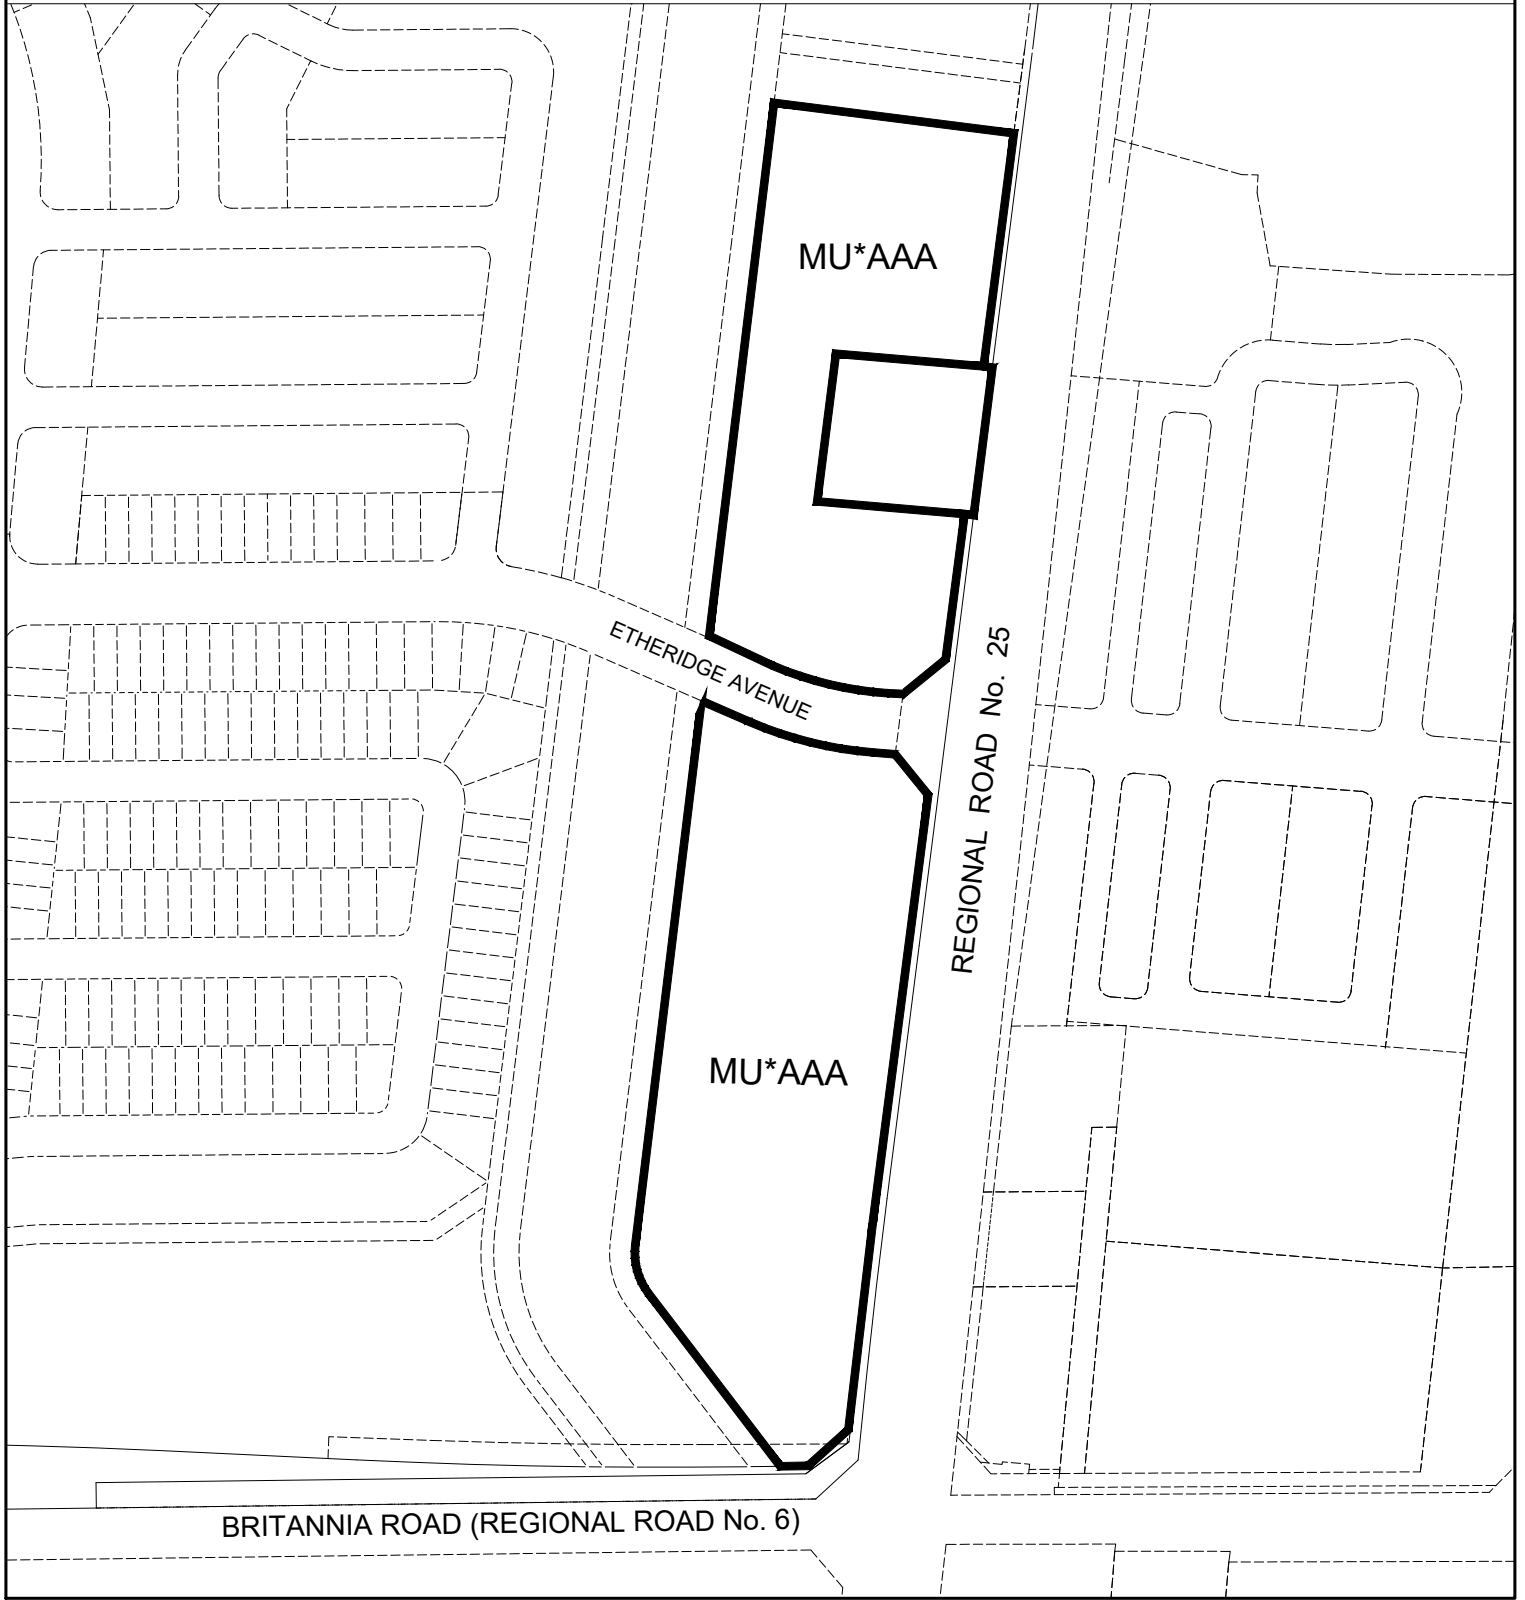 MU*AAA
ETHERIDGE AVENUE
REGIONAL ROAD No. 25
MU*AAA
BRITANNIA ROAD (REGIONAL ROAD No. 6)